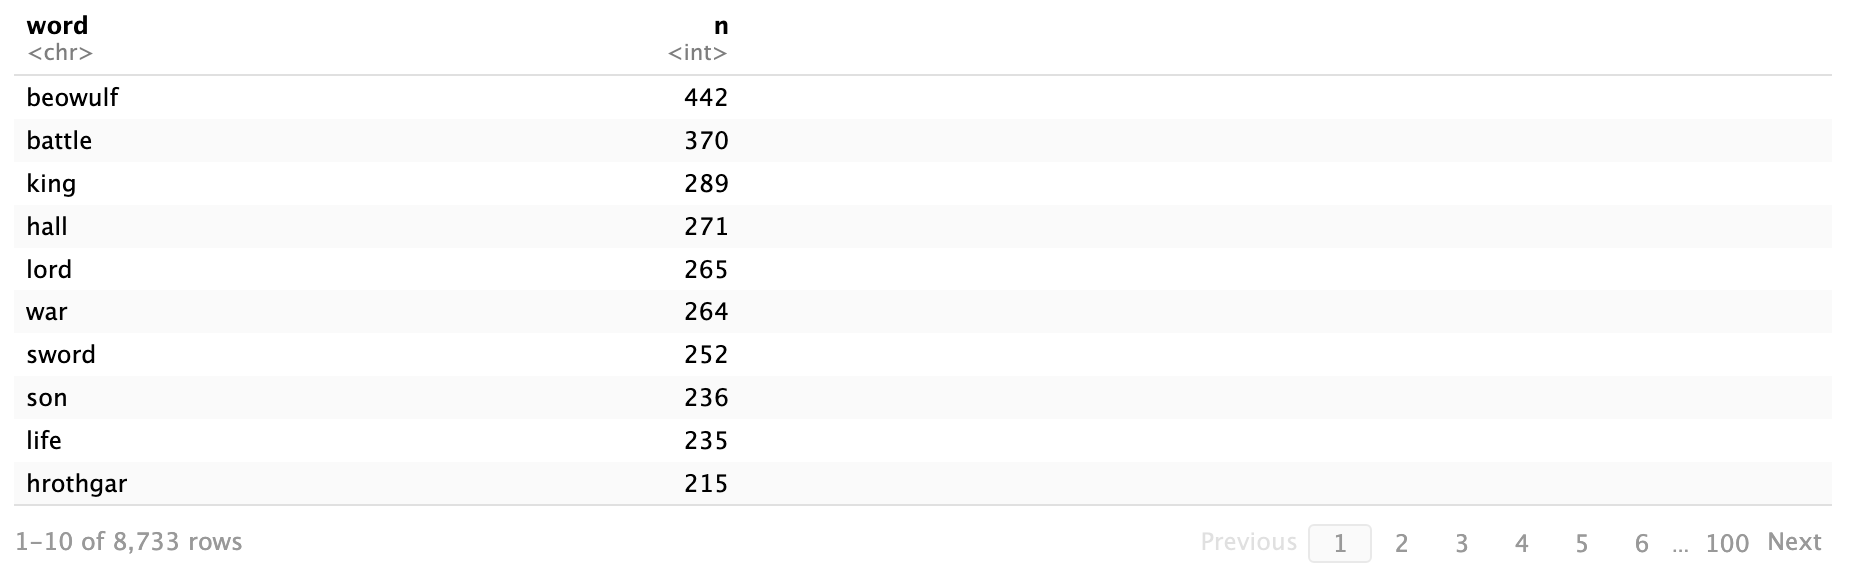 word n
<chr> <int>
beowulf 442
battle 370
king 289
hall 271
lord 265
war 264
sword 252
son 236
life 235
hrothgar 215
1–10 of 8,733 rows Previous 1 2 3 4 5 6 ... 100 Next